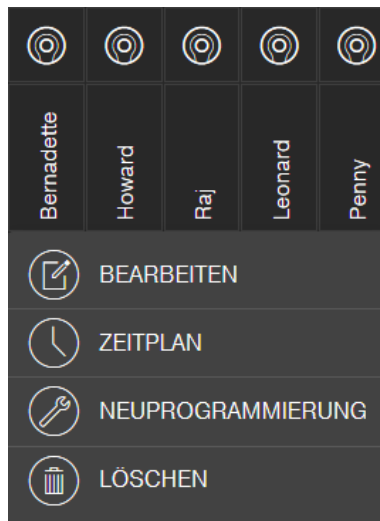 Bernadette
Howard
Raj
Leonard
Penny
BEARBEITEN
ZEITPLAN
NEUPROGRAMMIERUNG
LÖSCHEN